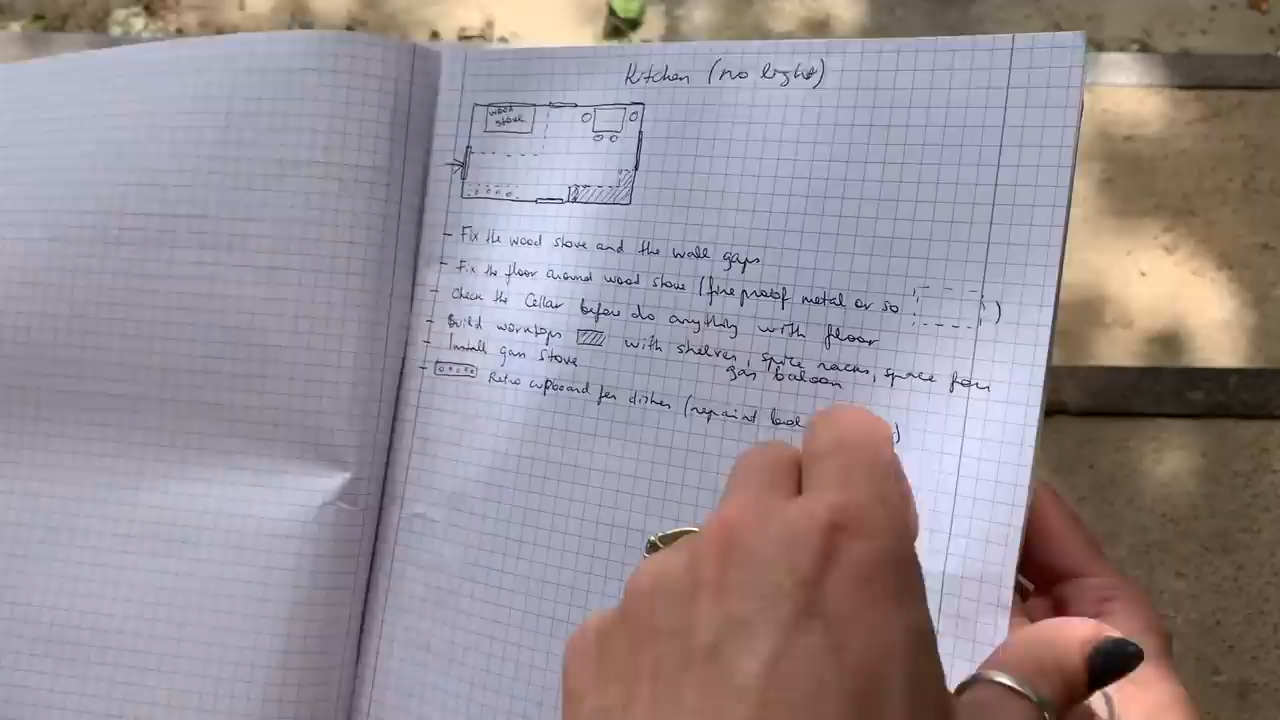 Kitchen (no light)
wood
stove
- Fix the wood stove and the wall gaps
- Fix the floor around wood stove (fireproof metal or so )
- Check the Cellar before do anything with floor
- Build worktops with shelves, spice racks, space for
gas baloon
- Install gas stove
- Retro cupboard for dishes (repaint )